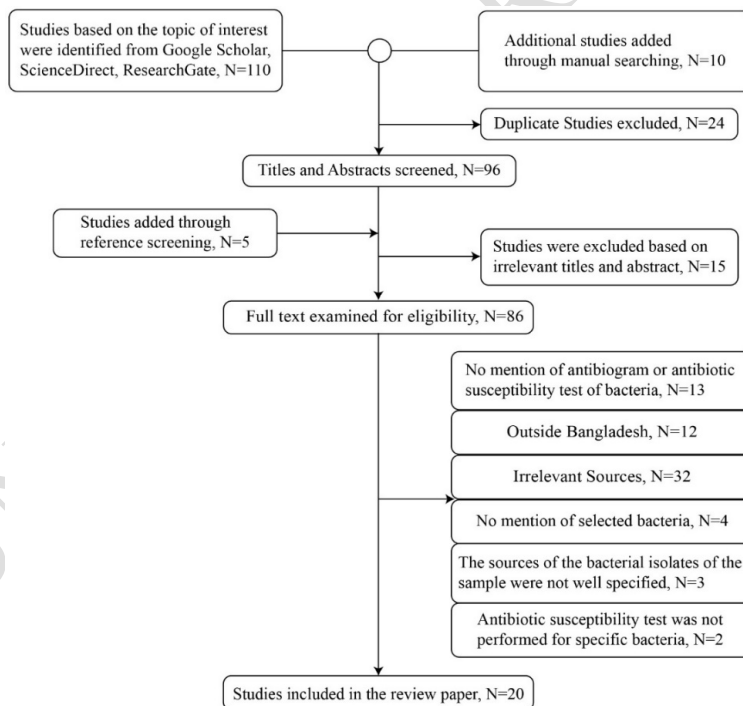 Studies based on the topic of interest
were identified from Google Scholar,
ScienceDirect, ResearchGate, N=110
Additional studies added
through manual searching, N=10
Duplicate Studies excluded, N=24
Titles and Abstracts screened, N=96
Studies added through
reference screening, N=5
Studies were excluded based on
irrelevant titles and abstract, N=15
Full text examined for eligibility, N=86
No mention of antibiogram or antibiotic
susceptibility test of bacteria, N=13
Outside Bangladesh, N=12
Irrelevant Sources, N=32
No mention of selected bacteria, N=4
The sources of the bacterial isolates of the
sample were not well specified, N=3
Antibiotic susceptibility test was not
performed for specific bacteria, N=2
Studies included in the review paper, N=20